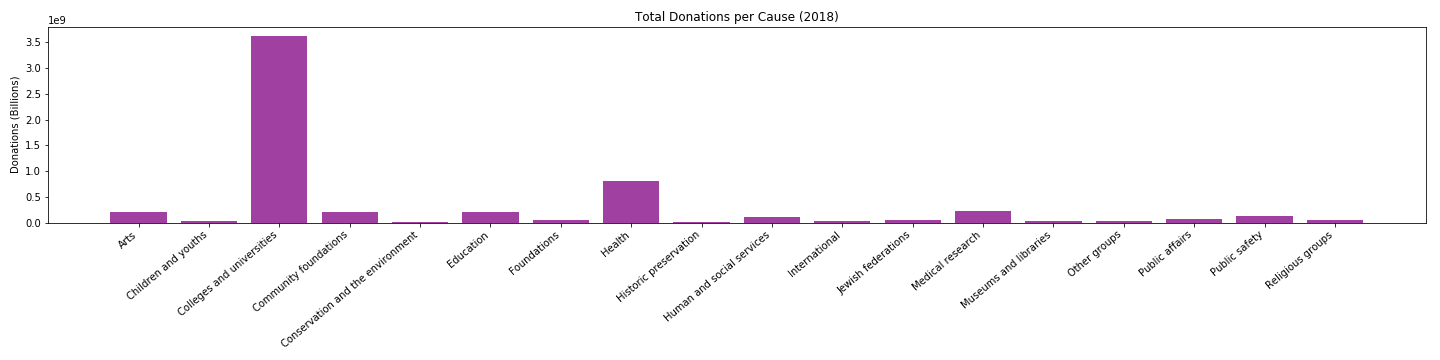 Total Donations per Cause (2018)
1e9
Donations (Billions)
3.5
3.0
2.5
2.0
1.5
1.0
0.5
0.0
Arts
Children and youths
Colleges and universities
Community foundations
Conservation and the environment
Education
Foundations
Health
Historic preservation
Human and social services
International
Jewish federations
Medical research
Museums and libraries
Other groups
Public affairs
Public safety
Religious groups